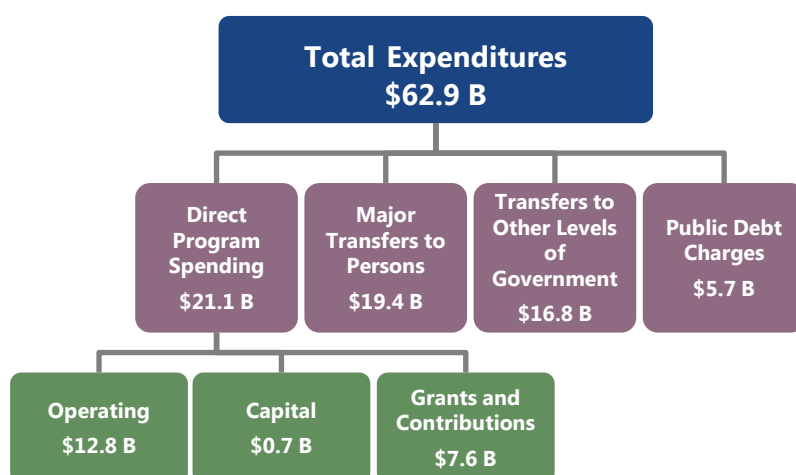 Total Expenditures
$62.9 B
Direct
Program
Spending
$21.1 B
Major
Transfers to
Persons
$19.4 B
Transfers to
Other Levels
of
Government
$16.8 B
Public Debt
Charges
$5.7 B
Operating
$12.8 B
Capital
$0.7 B
Grants and
Contributions
$7.6 B